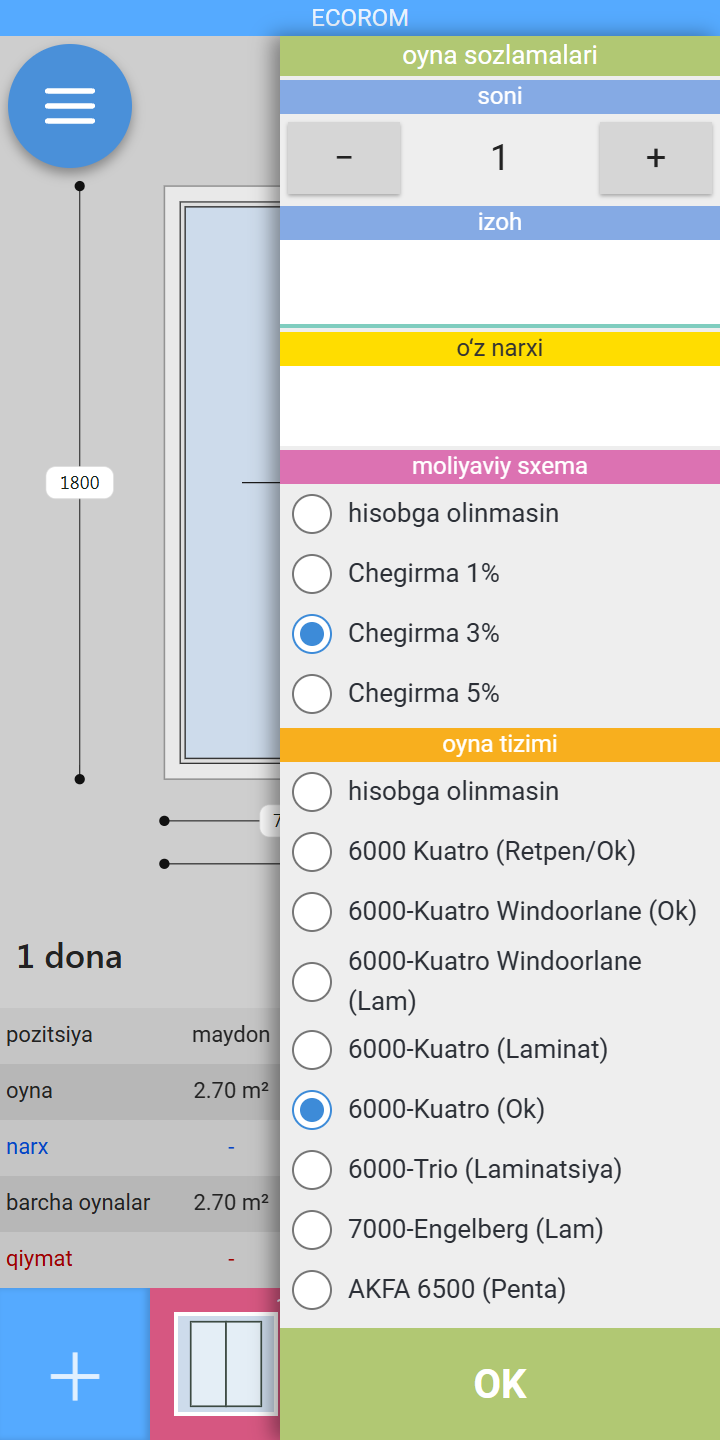 ECOROM
oyna sozlamalari
soni
− 1 +
izoh
oʻz narxi
moliyaviy sxema
hisobga olinmasin
Chegirma 1%
Chegirma 3%
Chegirma 5%
oyna tizimi
hisobga olinmasin
6000 Kuatro (Retpen/Ok)
6000-Kuatro Windoorlane (Ok)
6000-Kuatro Windoorlane
(Lam)
6000-Kuatro (Laminat)
6000-Kuatro (Ok)
6000-Trio (Laminatsiya)
7000-Engelberg (Lam)
AKFA 6500 (Penta)
OK
1800
7
1 dona
pozitsiya maydon
oyna 2.70 m²
narx -
barcha oynalar 2.70 m²
qiymat -